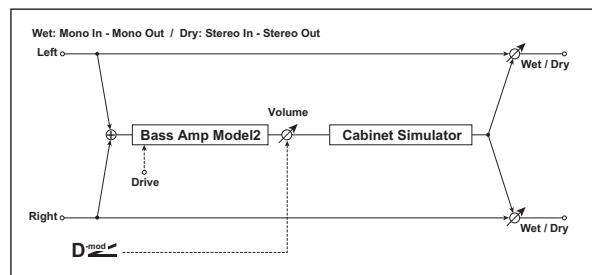 Wet: Mono In - Mono Out / Dry: Stereo In - Stereo Out
Left
Wet / Dry
Volume
Bass Amp Model2
Cabinet Simulator
Drive
Right
Wet / Dry
D-mod